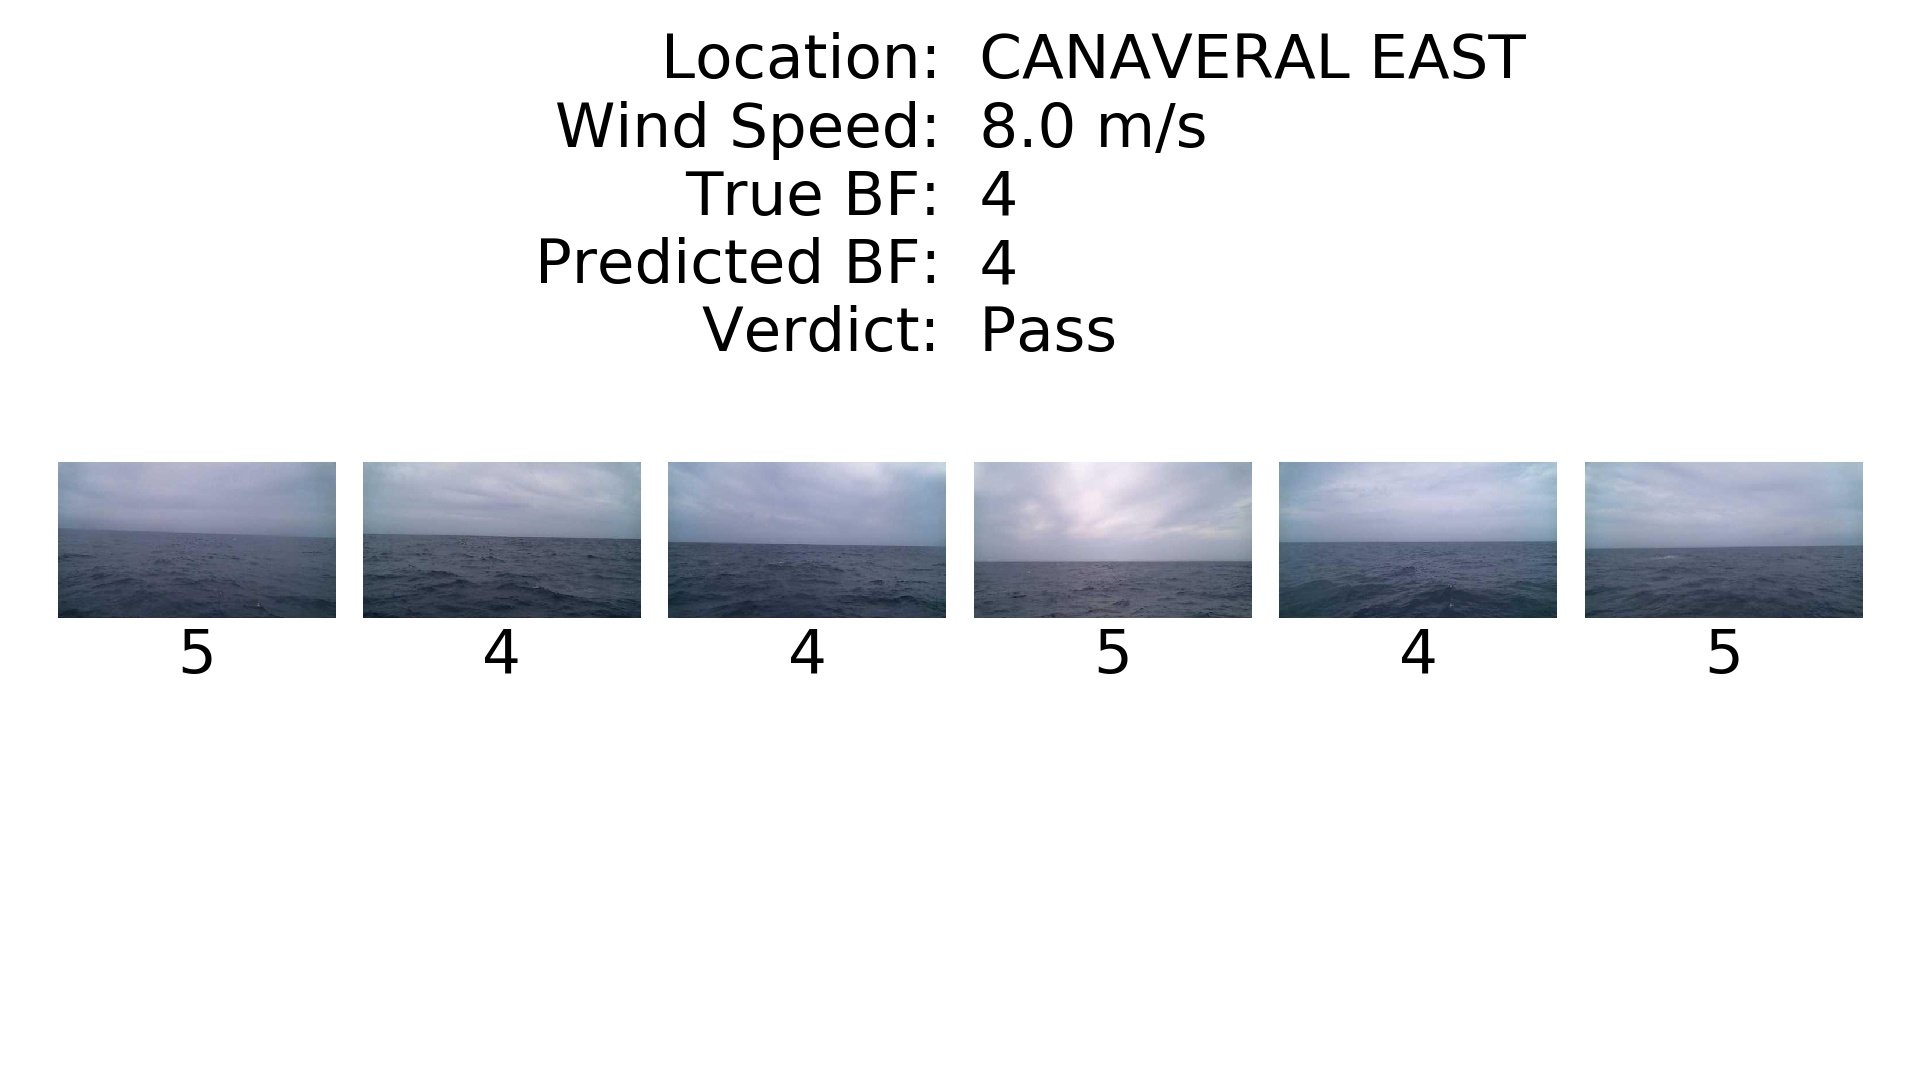 Location: CANAVERAL EAST
Wind Speed: 8.0 m/s
True BF: 4
Predicted BF: 4
Verdict: Pass
5 4 4 5 4 5